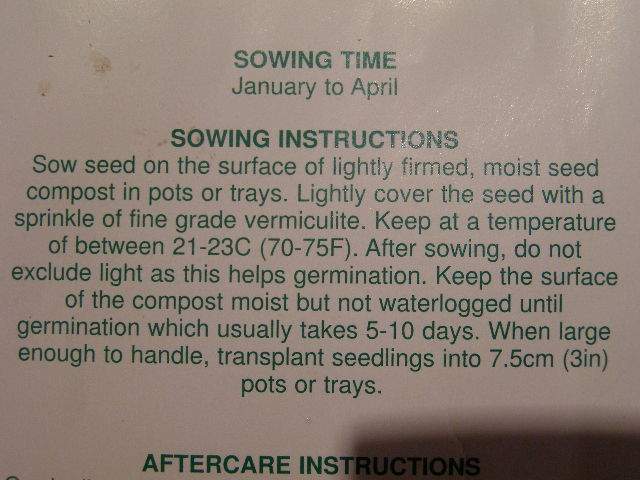 SOWING TIME
January to April
SOWING INSTRUCTIONS
Sow seed on the surface of lightly firmed, moist seed
compost in pots or trays. Lightly cover the seed with a
sprinkle of fine grade vermiculite. Keep at a temperature
of between 21-23C (70-75F). After sowing, do not
exclude light as this helps germination. Keep the surface
of the compost moist but not waterlogged until
germination which usually takes 5-10 days. When large
enough to handle, transplant seedlings into 7.5cm (3in)
pots or trays.
AFTERCARE INSTRUCTIONS